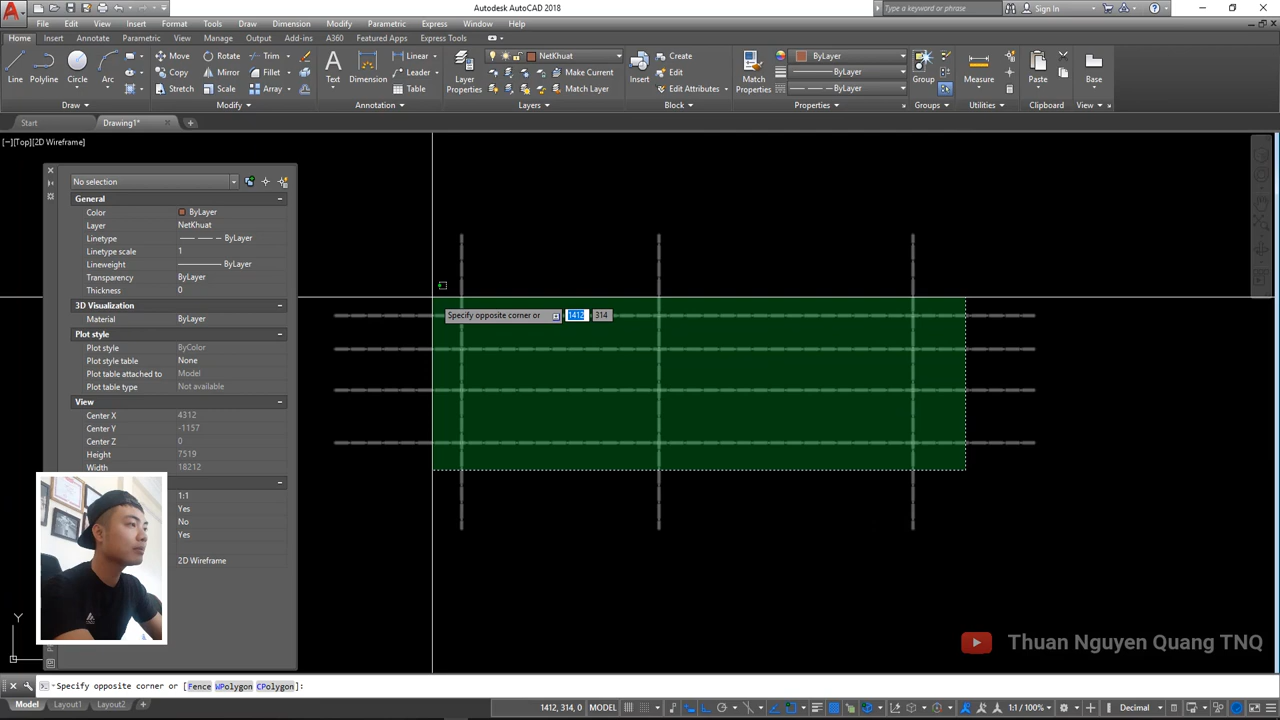 Autodesk AutoCAD 2018 Drawing1.dwg
Type a keyword or phrase
Sign In
File Edit View Insert Format Tools Draw Dimension Modify Parametric Express Window Help
Home Insert Annotate Parametric View Manage Output Add-ins A360 Featured Apps Express Tools
Line Polyline Circle Arc
Move Rotate Trim
Copy Mirror Fillet
Stretch Scale Array
Text Dimension
Linear
Leader
Table
Layer Properties
NetKhuat
Make Current
Match Layer
Insert
Create
Edit
Edit Attributes
Match Properties
ByLayer
ByLayer
ByLayer
Group
Measure
Paste
Base
Draw Modify Annotation Layers Block Properties Groups Utilities Clipboard View
Start Drawing1*
[−][Top][2D Wireframe]
No selection
General
Color ByLayer
Layer NetKhuat
Linetype ByLayer
Linetype scale 1
Lineweight ByLayer
Transparency ByLayer
Thickness 0
3D Visualization
Material ByLayer
Plot style
Plot style ByColor
Plot style table None
Plot table attached to Model
Plot table type Not available
View
Center X 4312
Center Y -1157
Center Z 0
Height 7519
Width 18212
1:1
Yes
No
Yes
2D Wireframe
Specify opposite corner or 1412 314
Y
Thuan Nguyen Quang TNQ
Specify opposite corner or [Fence WPolygon CPolygon]:
Model Layout1 Layout2
1412, 314, 0 MODEL 1:1 / 100% Decimal